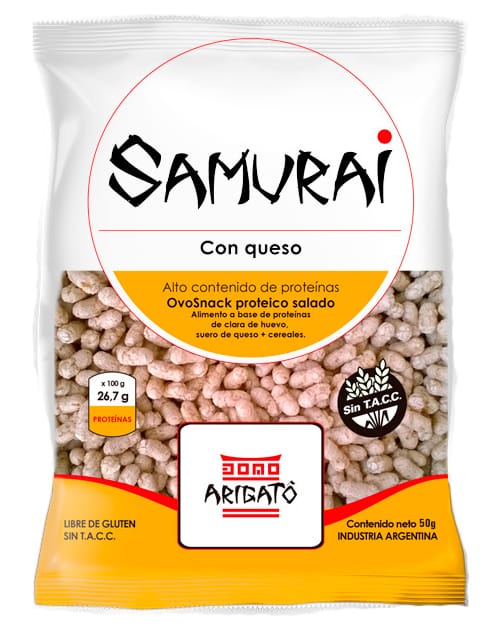 SAMURAI
Con queso
Alto contenido de proteínas
OvoSnack proteico salado
Alimento a base de proteínas
de clara de huevo,
suero de queso + cereales.
x 100 g
26,7 g
PROTEÍNAS
Sin T.A.C.C.
DOMO
ARIGATÔ
LIBRE DE GLUTEN
SIN T.A.C.C.
Contenido neto 50g
INDUSTRIA ARGENTINA